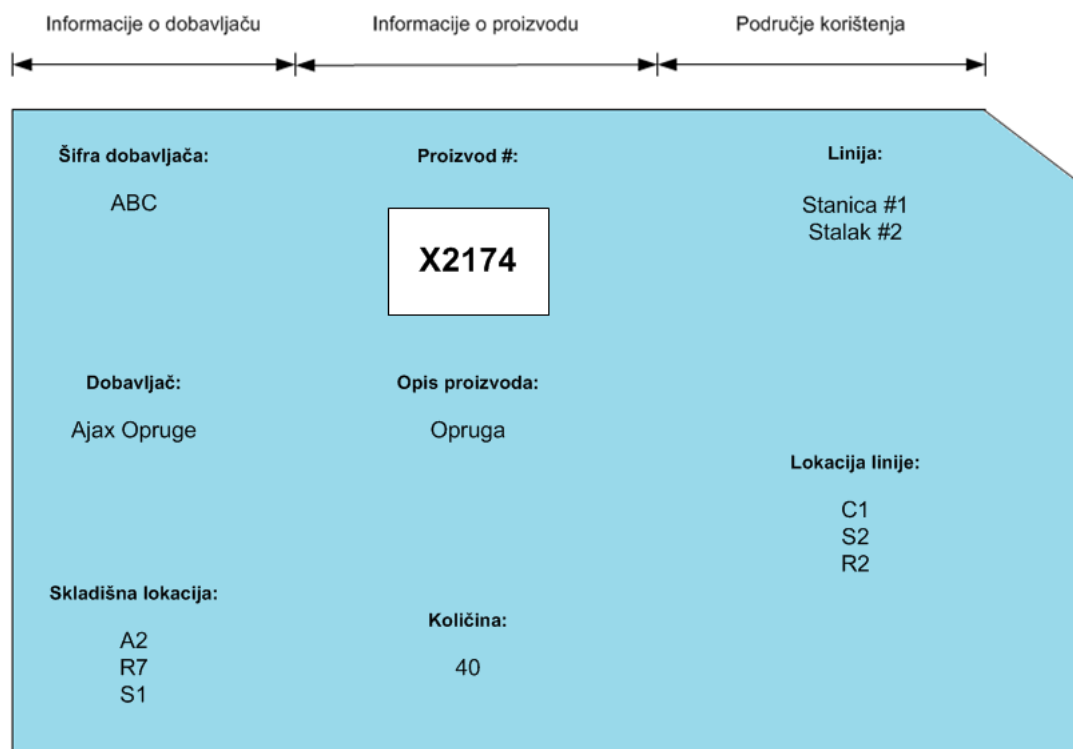 Informacije o dobavljaču
Informacije o proizvodu
Područje korištenja
Šifra dobavljača:
ABC
Proizvod #:
X2174
Linija:
Stanica #1
Stalak #2
Dobavljač:
Ajax Opruge
Opis proizvoda:
Opruga
Lokacija linije:
C1
S2
R2
Skladišna lokacija:
A2
R7
S1
Količina:
40